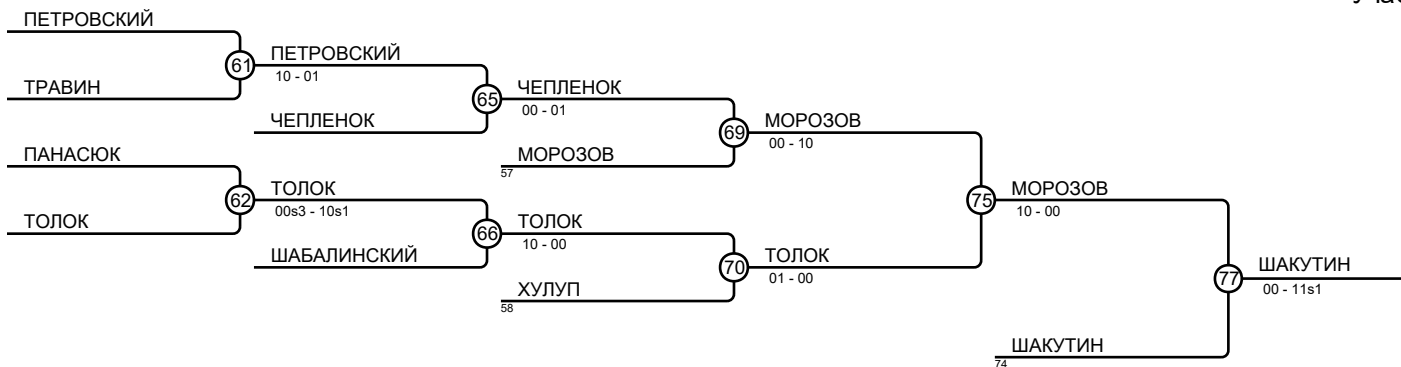 ПЕТРОВСКИЙ
61
ПЕТРОВСКИЙ
10 - 01
ТРАВИН
65
ЧЕПЛЕНОК
00 - 01
ЧЕПЛЕНОК
69
МОРОЗОВ
00 - 10
МОРОЗОВ
57
ПАНАСЮК
62
ТОЛОК
00s3 - 10s1
75
МОРОЗОВ
10 - 00
ТОЛОК
66
ТОЛОК
10 - 00
ШАБАЛИНСКИЙ
70
ТОЛОК
01 - 00
ХУЛУП
58
77
ШАКУТИН
00 - 11s1
ШАКУТИН
74